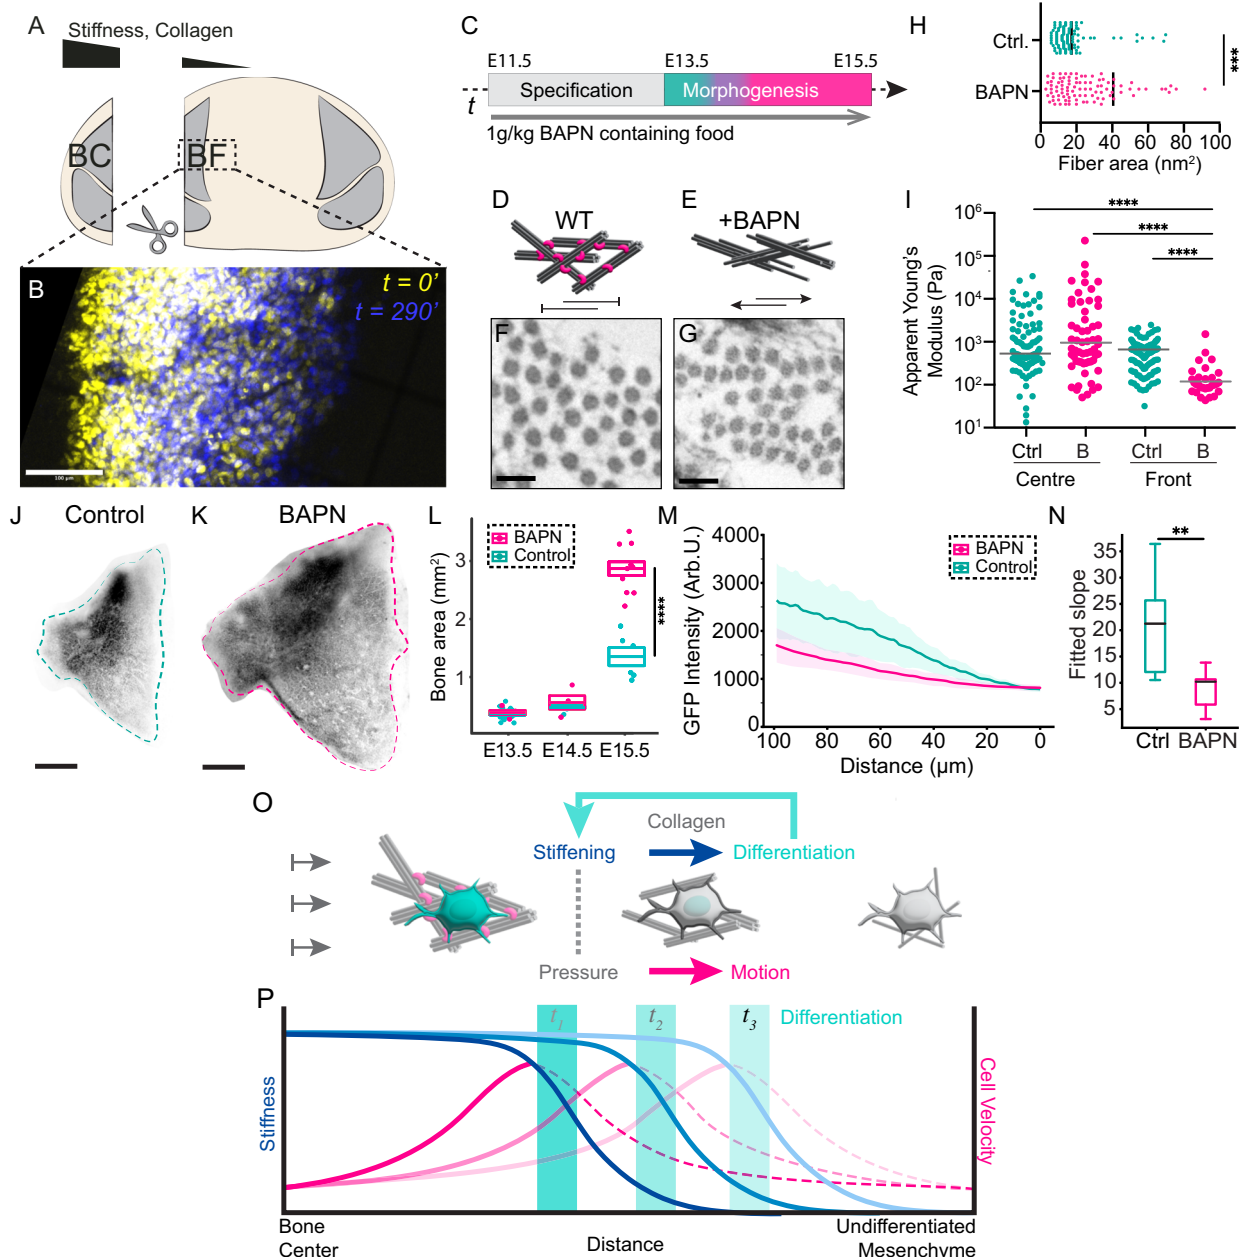 A
Stiffness, Collagen
BC
BF
B
t = 0'
t = 290'
100 µm
C
E11.5
E13.5
E15.5
t
Specification
Morphogenesis
1g/kg BAPN containing food
D
WT
E
+BAPN
F
G
H
Ctrl.
BAPN
***
0
20
40
60
80
100
Fiber area (nm²)
I
Apparent Young's
Modulus (Pa)
10⁶
10⁵
10⁴
10³
10²
10¹
****
****
****
Ctrl
B
Ctrl
B
Centre
Front
J
Control
K
BAPN
L
Bone area (mm²)
3
2
1
BAPN
Control
****
E13.5
E14.5
E15.5
M
GFP Intensity (Arb.U.)
4000
3000
2000
1000
0
BAPN
Control
100
80
60
40
20
0
Distance (µm)
N
Fitted slope
35
30
25
20
15
10
5
**
Ctrl
BAPN
O
Collagen
Stiffening
Differentiation
Pressure
Motion
P
t₁
t₂
t₃
Differentiation
Stiffness
Cell Velocity
Bone
Center
Distance
Undifferentiated
Mesenchyme